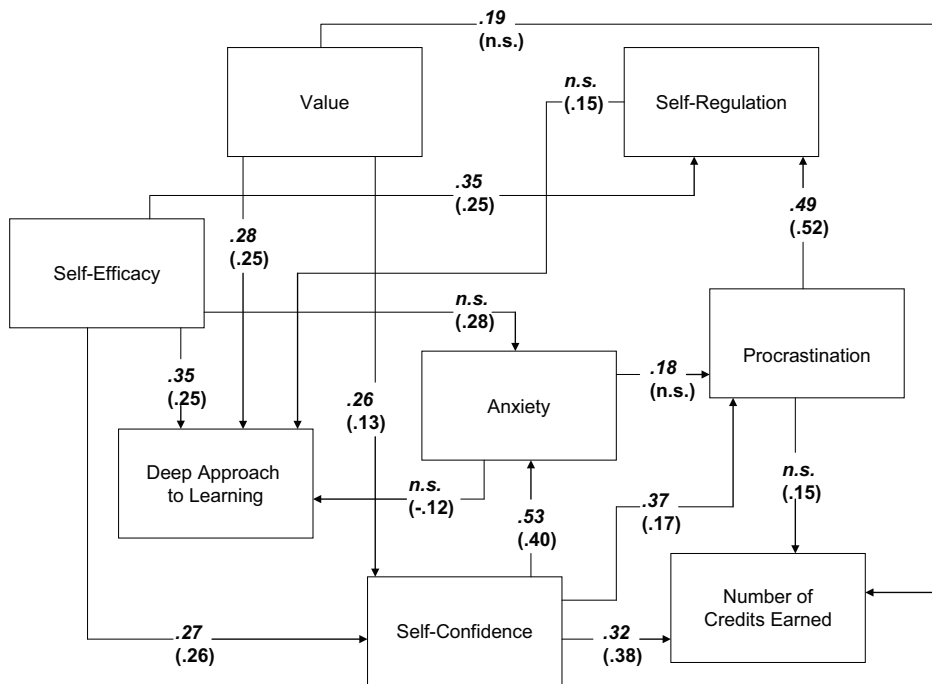 .19
(n.s.)
Value
n.s.
(.15)
Self-Regulation
.35
(.25)
.49
(.52)
Self-Efficacy
.28
(.25)
n.s.
(.28)
Procrastination
.35
(.25)
.26
(.13)
Anxiety
.18
(n.s.)
Deep Approach
to Learning
n.s.
(-.12)
.53
(.40)
.37
(.17)
n.s.
(.15)
.27
(.26)
Self-Confidence
.32
(.38)
Number of
Credits Earned